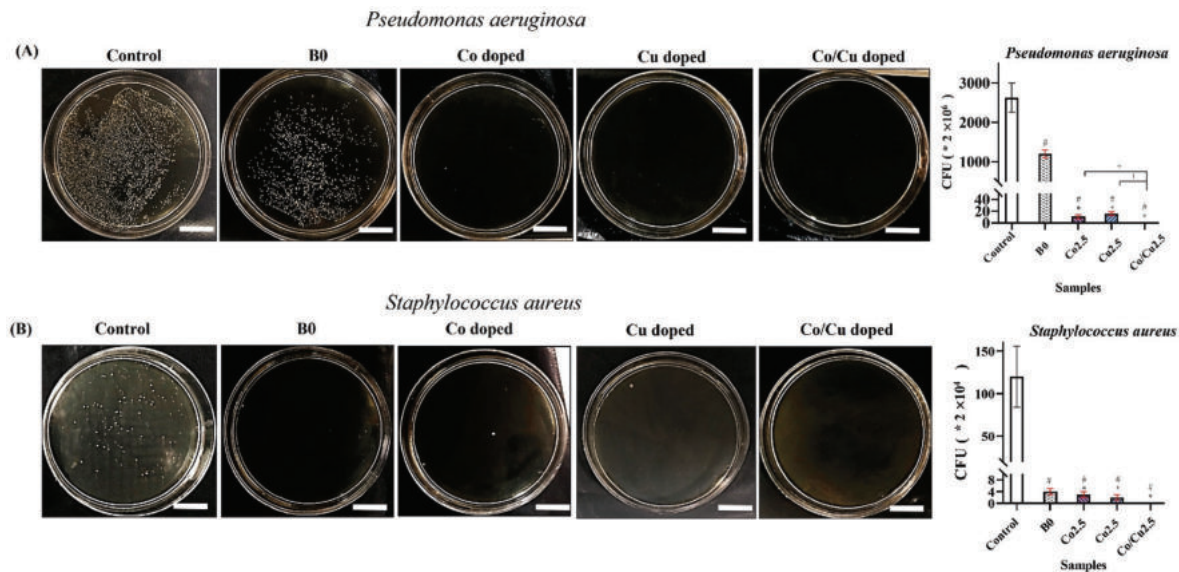 Pseudomonas aeruginosa
(A)
Control
B0
Co doped
Cu doped
Co/Cu doped
Pseudomonas aeruginosa
CFU ( * 2 ×10⁶ )
3000
2000
1000
40
20
0
Control
B0
Co2.5
Cu2.5
Co/Cu2.5
Samples
Staphylococcus aureus
(B)
Control
B0
Co doped
Cu doped
Co/Cu doped
Staphylococcus aureus
CFU ( * 2 ×10⁴ )
150
100
50
8
4
0
Control
B0
Co2.5
Cu2.5
Co/Cu2.5
Samples